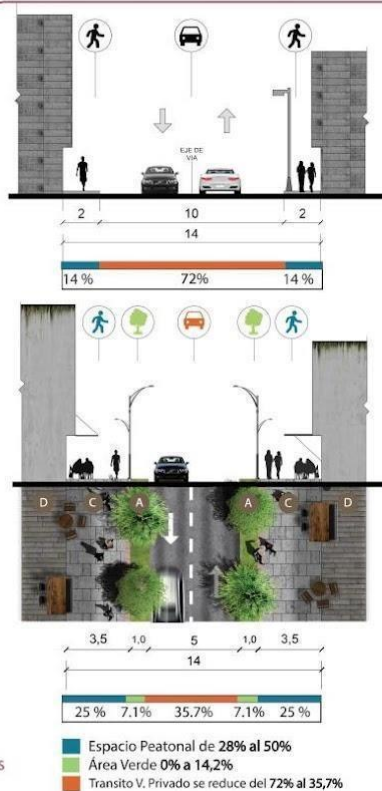 EJE DE
VIA
2 10 2
14
14 % 72% 14 %
D C A A C D
3,5 1,0 5 1,0 3,5
14
25 % 7.1% 35.7% 7.1% 25 %
Espacio Peatonal de 28% al 50%
Área Verde 0% a 14,2%
s Transito V. Privado se reduce del 72% al 35,7%